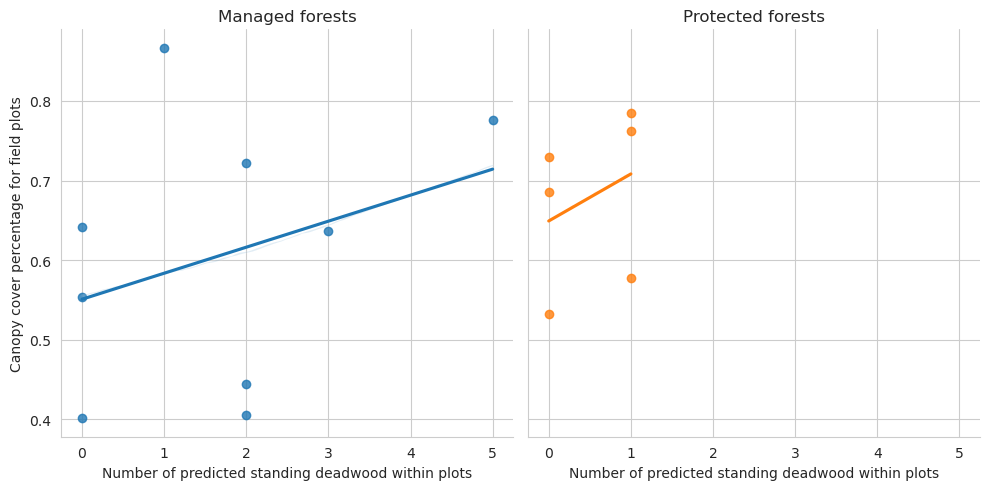 Managed forests
Protected forests
Canopy cover percentage for field plots
0.8
0.7
0.6
0.5
0.4
0 1 2 3 4 5
0 1 2 3 4 5
Number of predicted standing deadwood within plots
Number of predicted standing deadwood within plots